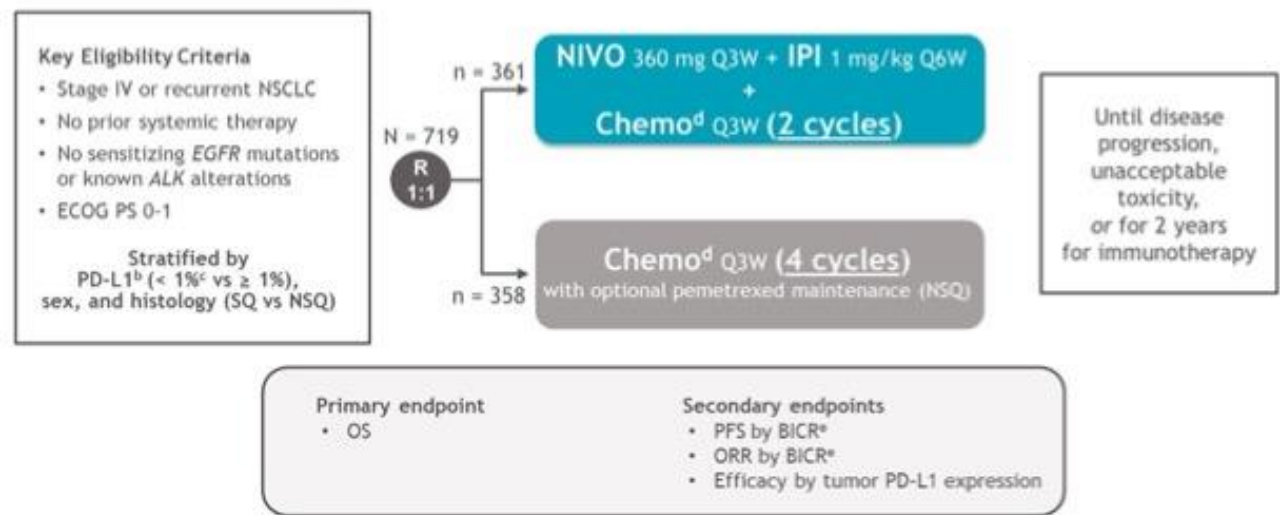 Key Eligibility Criteria
• Stage IV or recurrent NSCLC
• No prior systemic therapy
• No sensitizing EGFR mutations
or known ALK alterations
• ECOG PS 0-1
Stratified by
PD-L1ᵇ (< 1%ᶜ vs ≥ 1%),
sex, and histology (SQ vs NSQ)
N = 719
R
1:1
n = 361
NIVO 360 mg Q3W + IPI 1 mg/kg Q6W
+
Chemoᵈ Q3W (2 cycles)
n = 358
Chemoᵈ Q3W (4 cycles)
with optional pemetrexed maintenance (NSQ)
Until disease
progression,
unacceptable
toxicity,
or for 2 years
for immunotherapy
Primary endpoint
• OS
Secondary endpoints
• PFS by BICRᵉ
• ORR by BICRᵉ
• Efficacy by tumor PD-L1 expression